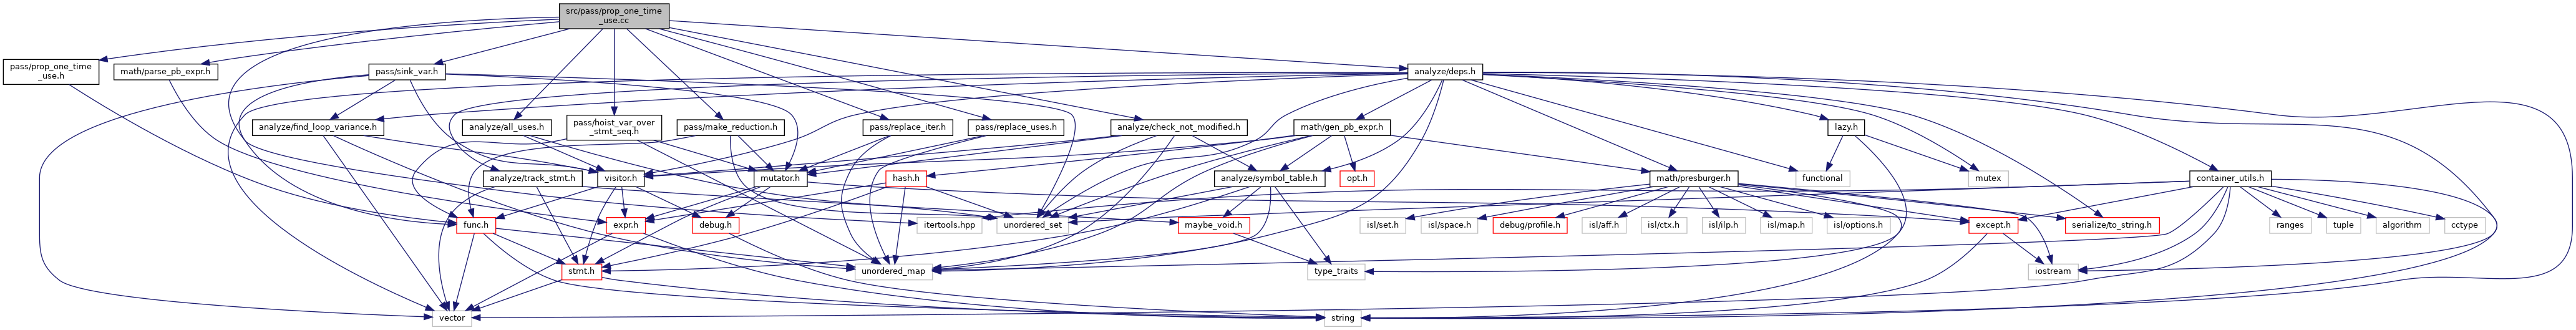 src/pass/prop_one_time
_use.cc
pass/prop_one_time
_use.h
math/parse_pb_expr.h
pass/sink_var.h
analyze/deps.h
analyze/find_loop_variance.h
analyze/all_uses.h
pass/hoist_var_over
_stmt_seq.h
pass/make_reduction.h
pass/replace_iter.h
pass/replace_uses.h
analyze/check_not_modified.h
math/gen_pb_expr.h
lazy.h
analyze/track_stmt.h
visitor.h
mutator.h
hash.h
analyze/symbol_table.h
opt.h
math/presburger.h
functional
mutex
container_utils.h
func.h
expr.h
debug.h
itertools.hpp
unordered_set
maybe_void.h
isl/set.h
isl/space.h
debug/profile.h
isl/aff.h
isl/ctx.h
isl/ilp.h
isl/map.h
isl/options.h
except.h
serialize/to_string.h
ranges
tuple
algorithm
cctype
stmt.h
unordered_map
type_traits
iostream
vector
string